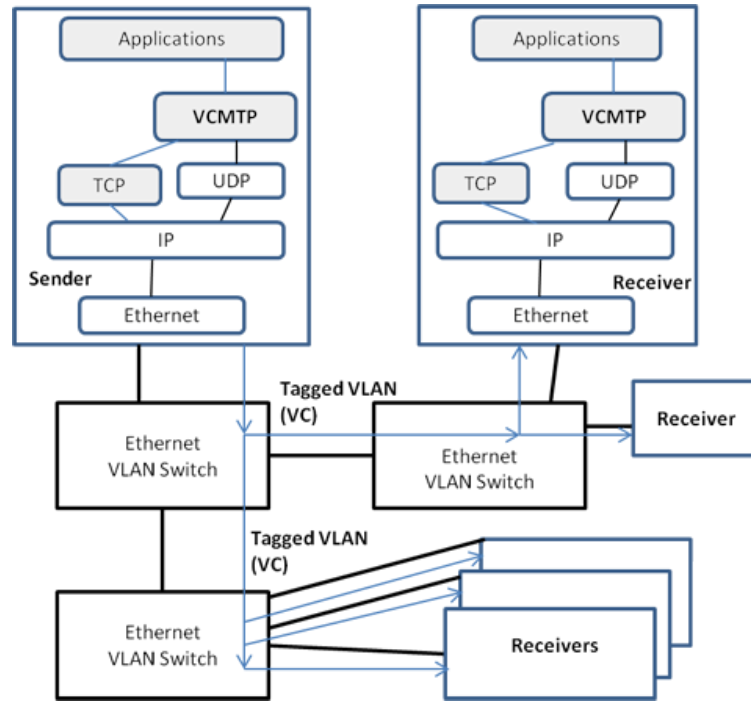 Applications
VCMTP
TCP
UDP
IP
Sender
Ethernet
Applications
VCMTP
TCP
UDP
IP
Receiver
Ethernet
Tagged VLAN
(VC)
Ethernet
VLAN Switch
Ethernet
VLAN Switch
Receiver
Tagged VLAN
(VC)
Ethernet
VLAN Switch
Receivers